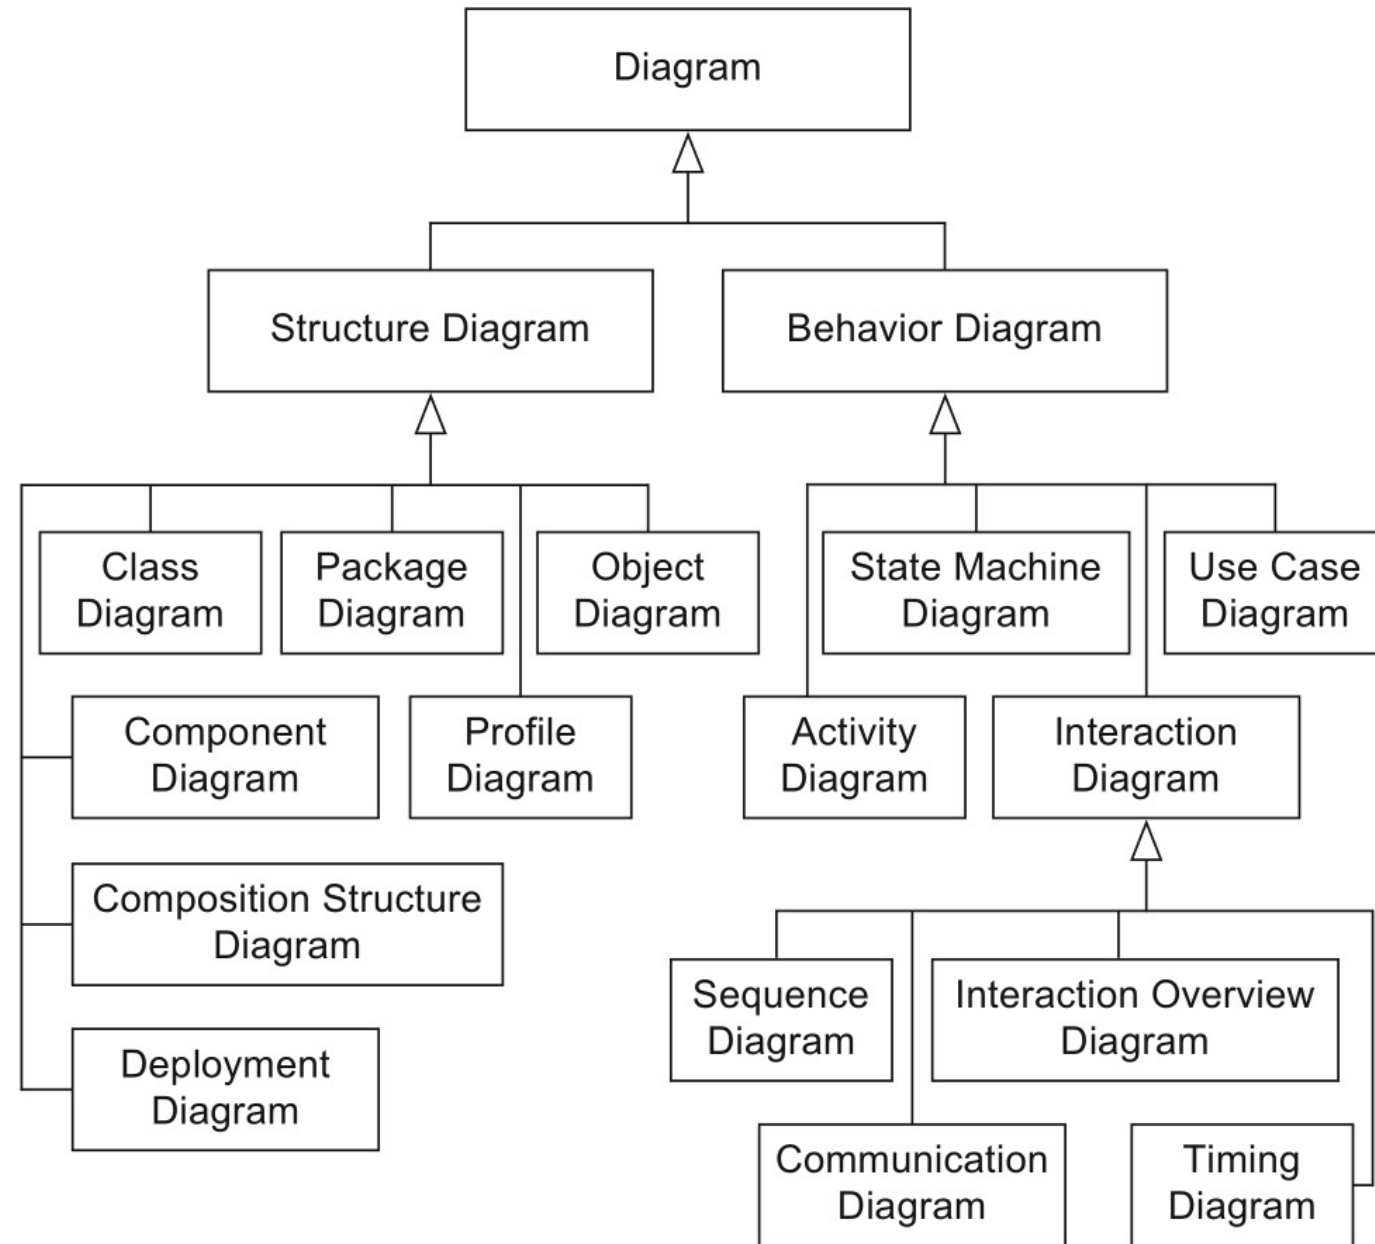 Diagram
Structure Diagram
Behavior Diagram
Class
Diagram
Package
Diagram
Object
Diagram
State Machine
Diagram
Use Case
Diagram
Component
Diagram
Profile
Diagram
Activity
Diagram
Interaction
Diagram
Composition Structure
Diagram
Sequence
Diagram
Interaction Overview
Diagram
Deployment
Diagram
Communication
Diagram
Timing
Diagram